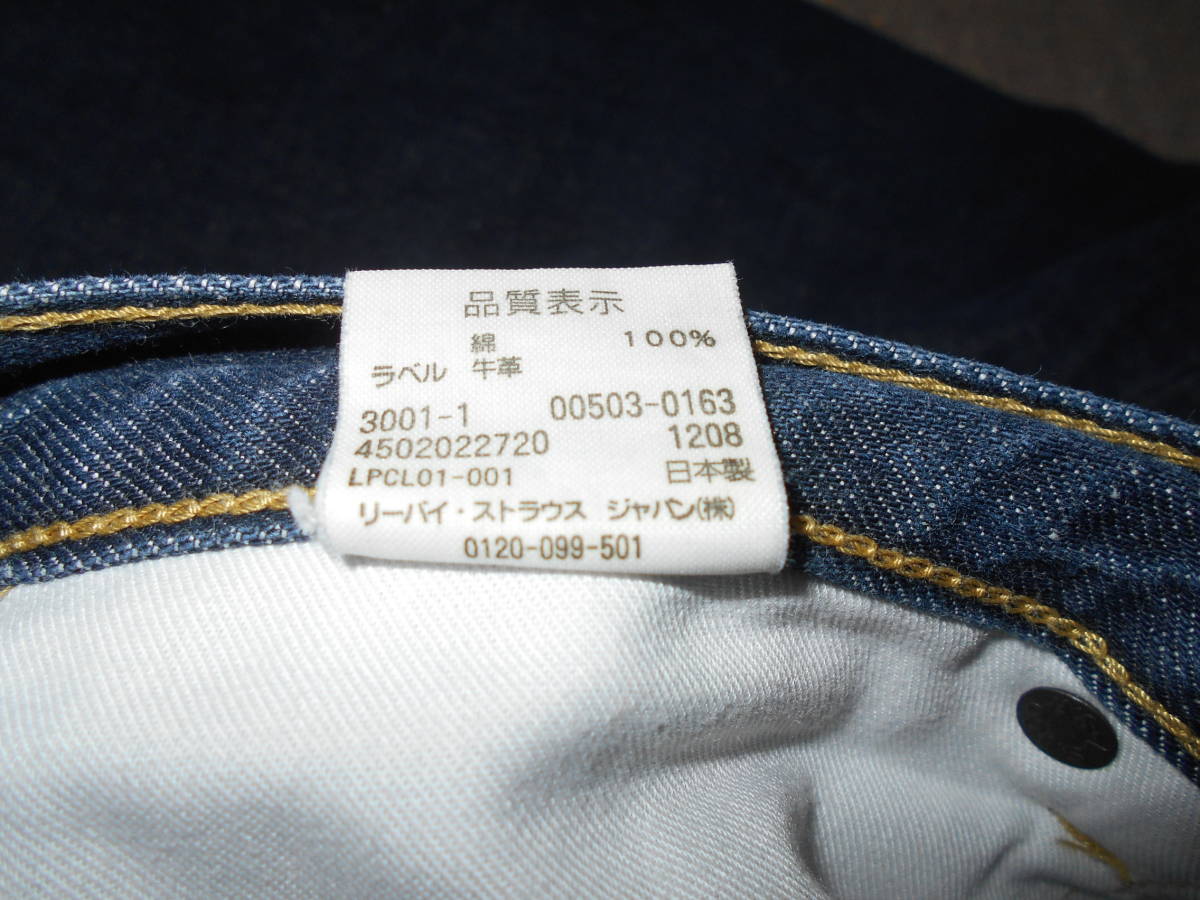 品質表示
綿 100%
ラベル 牛革
3001-1 00503-0163
4502022720 1208
LPCL01-001 日本製
リーバイ・ストラウス ジャパン(株)
0120-099-501